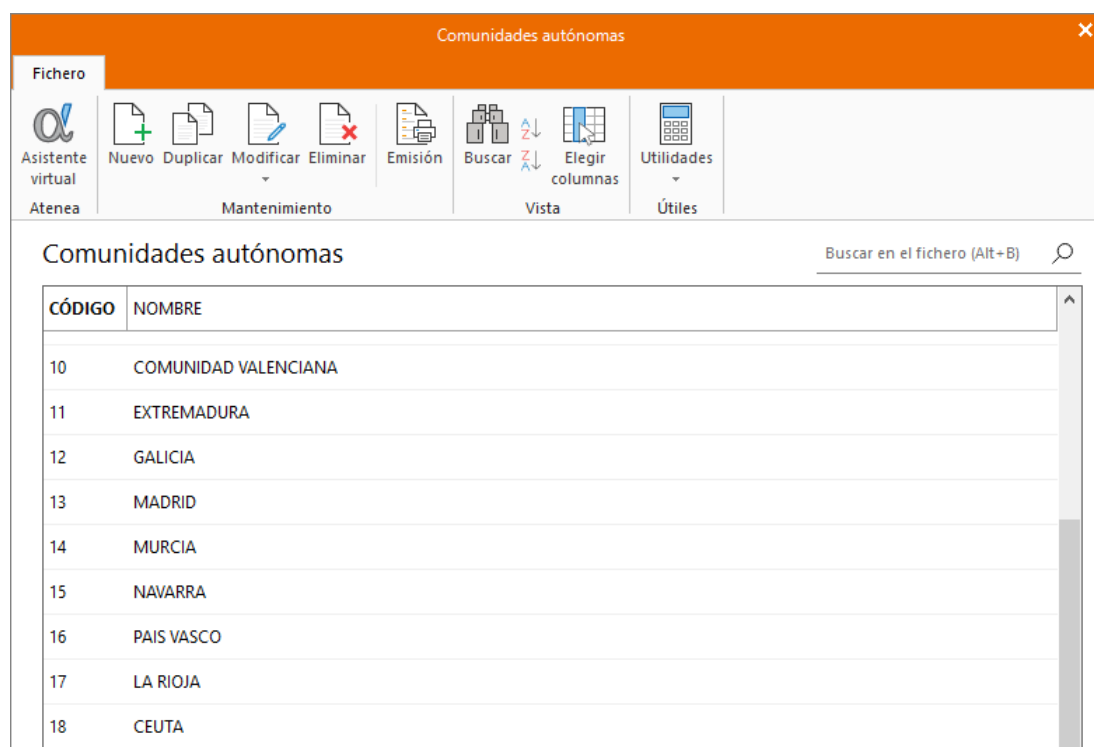 Comunidades autónomas
Fichero
Asistente virtual
Nuevo
Duplicar
Modificar
Eliminar
Emisión
Buscar
Elegir columnas
Utilidades
Atenea
Mantenimiento
Vista
Útiles
Comunidades autónomas
Buscar en el fichero (Alt+B)
CÓDIGO NOMBRE
10 COMUNIDAD VALENCIANA
11 EXTREMADURA
12 GALICIA
13 MADRID
14 MURCIA
15 NAVARRA
16 PAIS VASCO
17 LA RIOJA
18 CEUTA